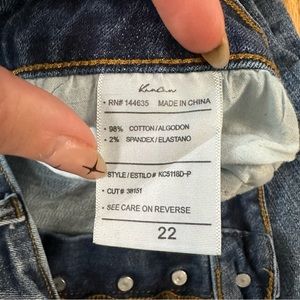 KanCan
• RN# 144635 MADE IN CHINA
• 98% COTTON/ALGODON
• 2% SPANDEX/ELASTANO
STYLE/ESTILO# KC5118D-P
• CUT# 38151
• SEE CARE ON REVERSE
22